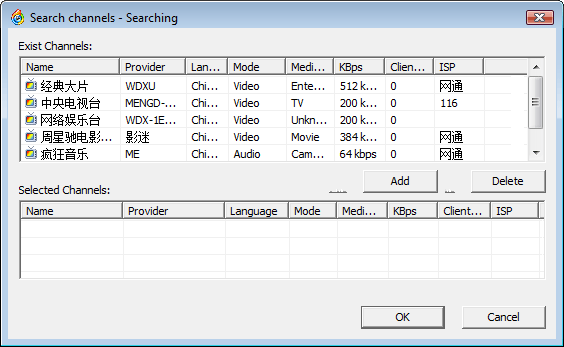 Search channels - Searching
Exist Channels:
Name Provider Lan... Mode Medi... KBps Clien... ISP
经典大片 WDXU Chi... Video Ente... 512 k... 0 网通
中央电视台 MENGD-... Chi... Video TV 200 k... 0 116
网络娱乐台 WDX-1E... Chi... Video Unkn... 200 k... 0
周星驰电影... 影迷 Chi... Video Movie 384 k... 0 网通
疯狂音乐 ME Chi... Audio Cam... 64 kbps 0 网通
... Add ... Delete
Selected Channels:
Name Provider Language Mode Medi... KBps Client... ISP
OK Cancel